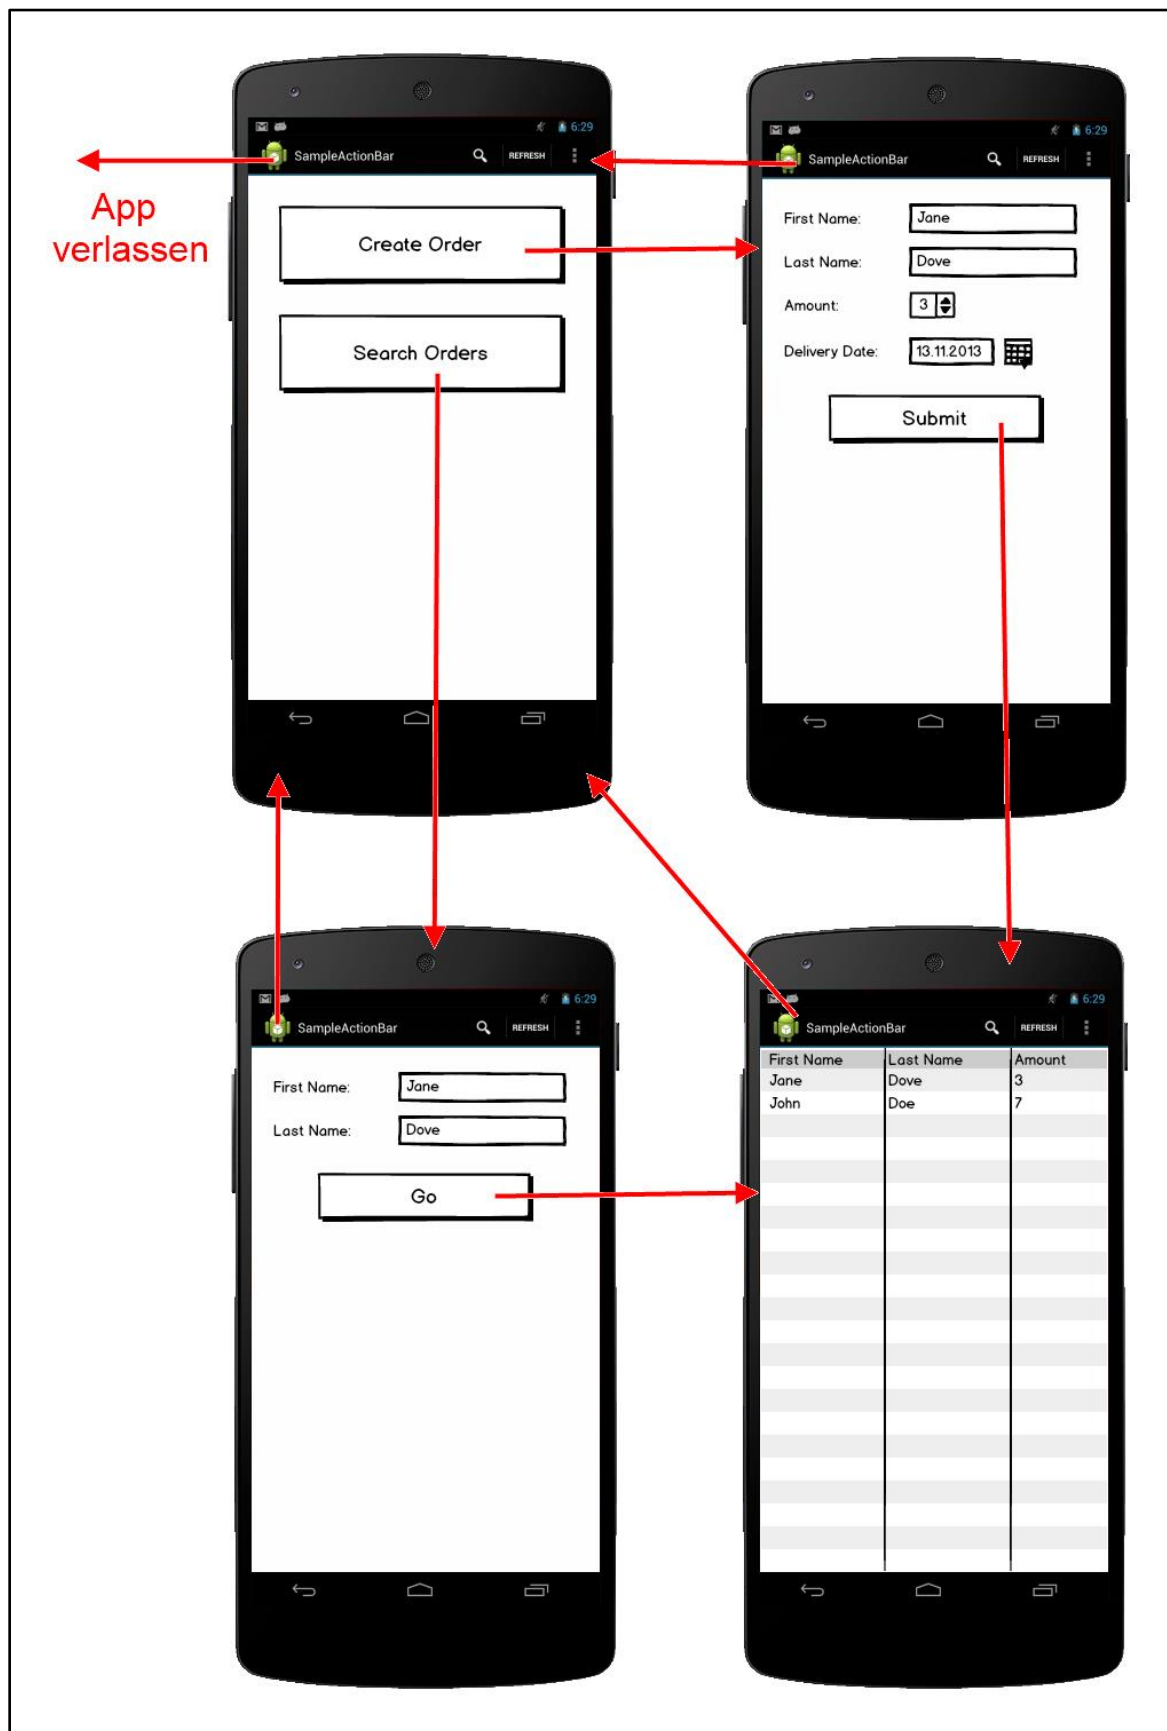 6:29
SampleActionBar REFRESH
App
verlassen
Create Order
Search Orders
6:29
SampleActionBar REFRESH
First Name: Jane
Last Name: Dove
Amount: 3
Delivery Date: 13.11.2013
Submit
6:29
SampleActionBar REFRESH
First Name: Jane
Last Name: Dove
Go
6:29
SampleActionBar REFRESH
First Name Last Name Amount
Jane Dove 3
John Doe 7